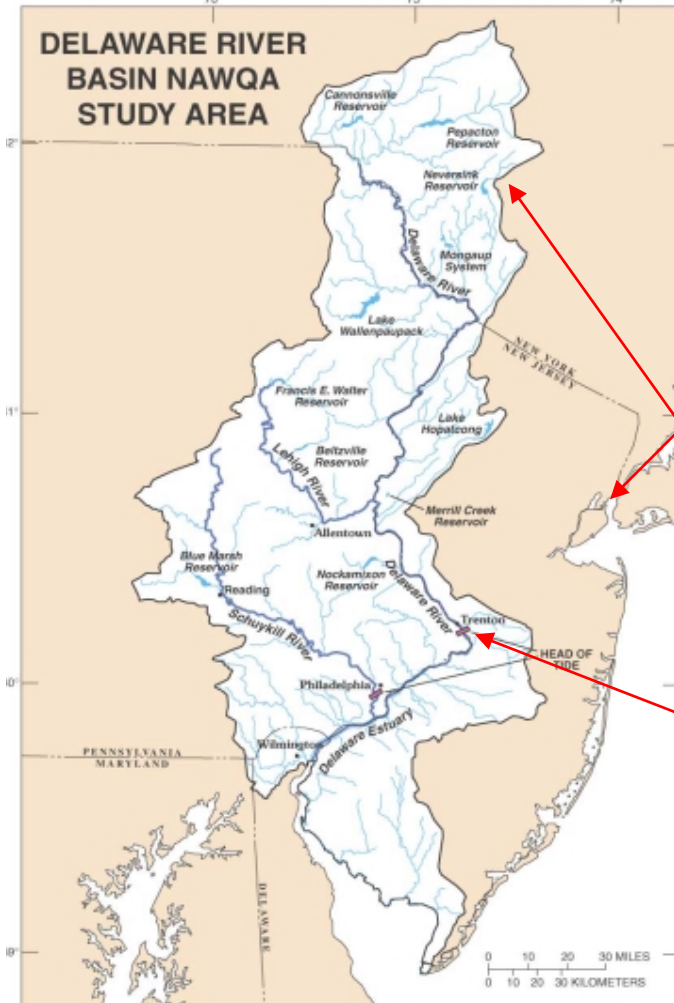 DELAWARE RIVER
BASIN NAWQA
STUDY AREA
Cannonsville
Reservoir
Pepacton
Reservoir
Neversink
Reservoir
Delaware River
Mongaup
System
Lake
Wallenpaupack
NEW YORK
NEW JERSEY
Francis E. Walter
Reservoir
Lake
Hopatcong
Beltzville
Reservoir
Lehigh River
Merrill Creek
Reservoir
Allentown
Blue Marsh
Reservoir
Nockamixon
Reservoir
Delaware River
Reading
Trenton
Schuykill River
HEAD OF
TIDE
Philadelphia
Delaware Estuary
Wilmington
PENNSYLVANIA
MARYLAND
DELAWARE
0 10 20 30 MILES
0 10 20 30 KILOMETERS